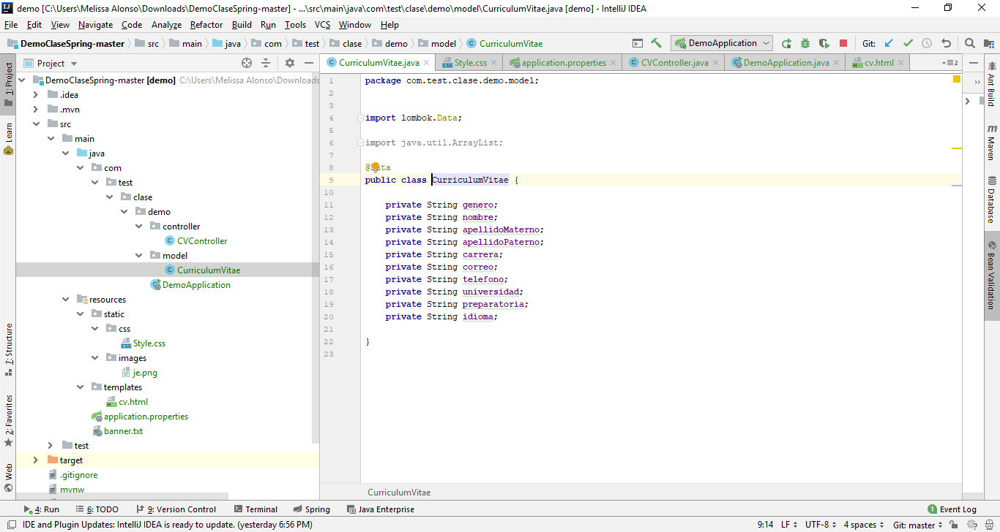 demo [C:\Users\Melissa Alonso\Downloads\DemoClaseSpring-master] - ...\src\main\java\com\test\clase\demo\model\CurriculumVitae.java [demo] - IntelliJ IDEA
File Edit View Navigate Code Analyze Refactor Build Run Tools VCS Window Help
DemoClaseSpring-master src main java com test clase demo model CurriculumVitae DemoApplication Git:
Project
CurriculumVitae.java Style.css application.properties CVController.java DemoApplication.java cv.html 2
1: Project
Learn
7: Structure
2: Favorites
Web
DemoClaseSpring-master [demo] C:\Users\Melissa Alonso\Downloads
.idea
.mvn
src
main
java
com
test
clase
demo
controller
CVController
model
CurriculumVitae
DemoApplication
resources
static
css
Style.css
images
je.png
templates
cv.html
application.properties
banner.txt
test
target
.gitignore
mvnw
1 package com.test.clase.demo.model;
2
3
4 import lombok.Data;
5
6 import java.util.ArrayList;
7
8 @Data
9 public class CurriculumVitae {
10
11 private String genero;
12 private String nombre;
13 private String apellidoMaterno;
14 private String apellidoPaterno;
15 private String carrera;
16 private String correo;
17 private String telefono;
18 private String universidad;
19 private String preparatoria;
20 private String idioma;
21
22 }
23
CurriculumVitae
Ant Build
Maven
Database
Bean Validation
4: Run 6: TODO 9: Version Control Terminal Spring Java Enterprise 1 Event Log
IDE and Plugin Updates: IntelliJ IDEA is ready to update. (yesterday 6:56 PM) 9:14 LF UTF-8 4 spaces Git: master